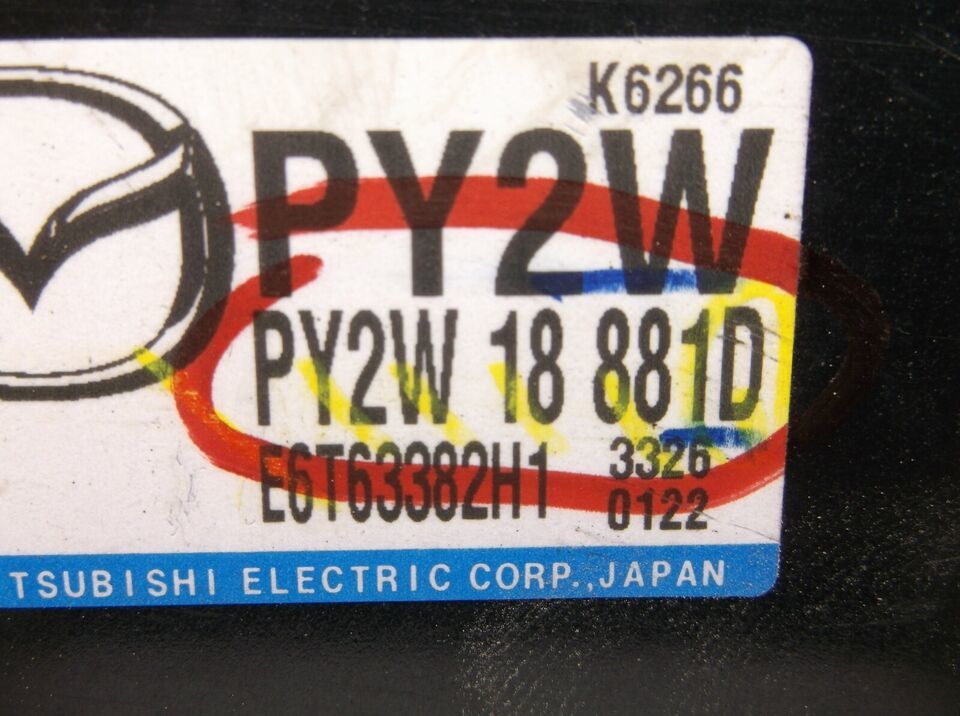 K6266
PY2W
PY2W 18 881D
E6T63382H1 3326
0122
TSUBISHI ELECTRIC CORP.,JAPAN